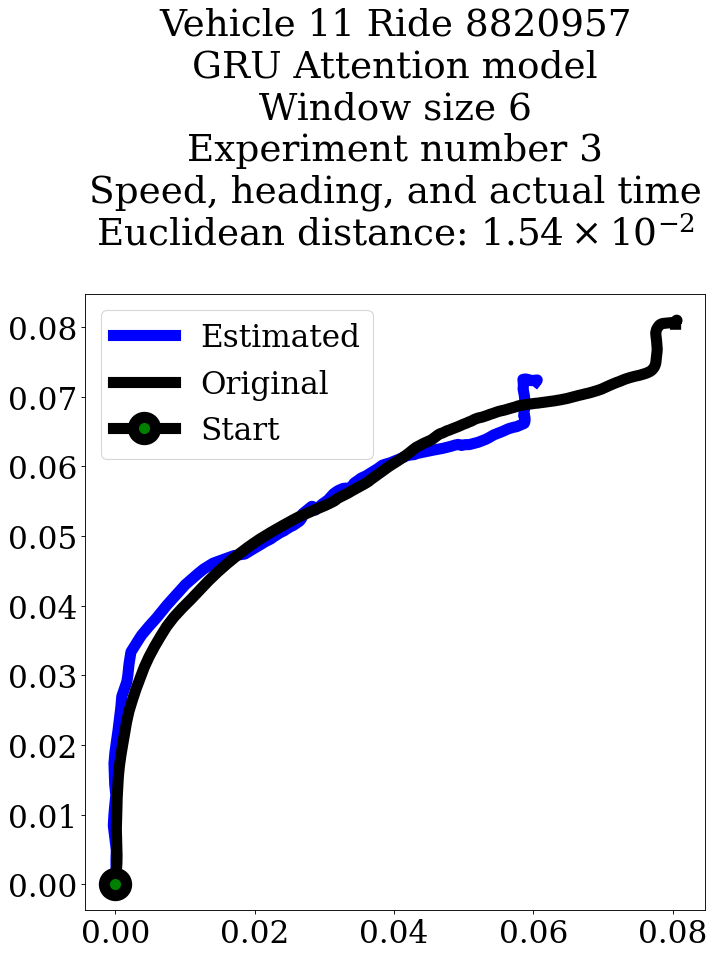 Vehicle 11 Ride 8820957
GRU Attention model
Window size 6
Experiment number 3
Speed, heading, and actual time
Euclidean distance: 1.54 × 10⁻²
Estimated
Original
Start
0.08
0.07
0.06
0.05
0.04
0.03
0.02
0.01
0.00
0.00 0.02 0.04 0.06 0.08